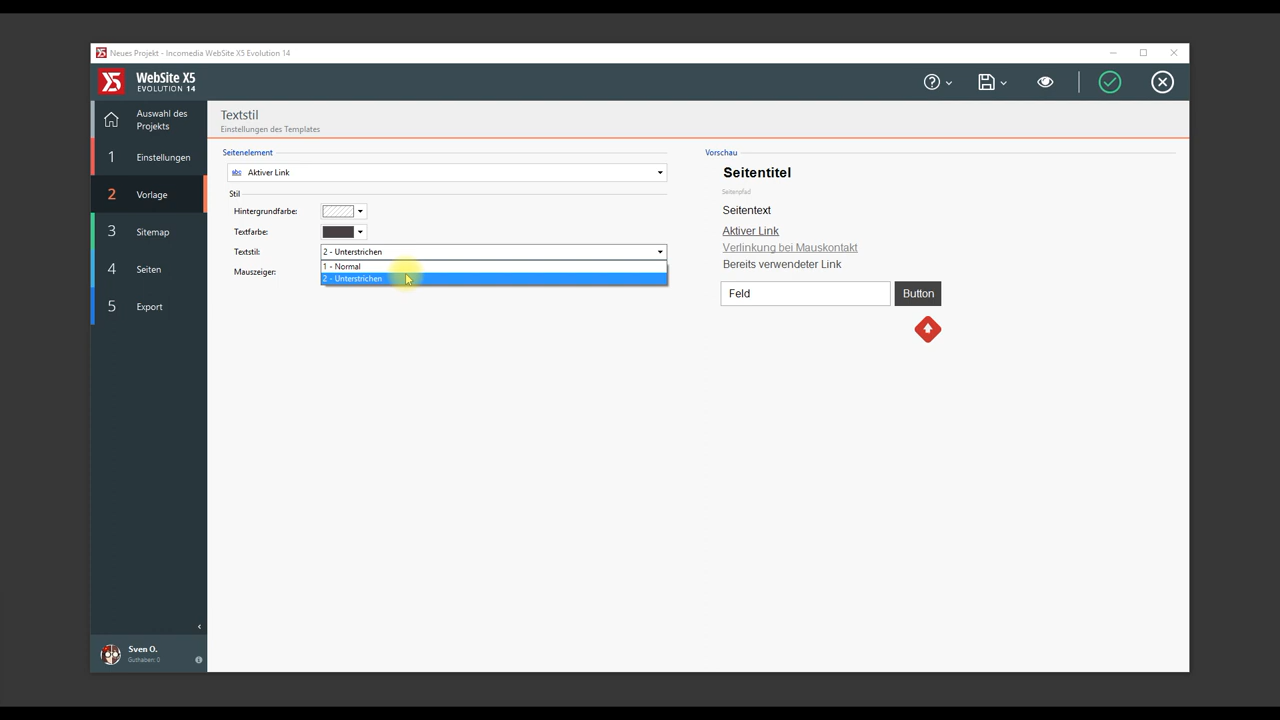 Neues Projekt - Incomedia WebSite X5 Evolution 14
WebSite X5
EVOLUTION 14
Auswahl des
Projekts
1 Einstellungen
2 Vorlage
3 Sitemap
4 Seiten
5 Export
Sven O.
Guthaben: 0
Textstil
Einstellungen des Templates
Seitenelement
abc Aktiver Link
Stil
Hintergrundfarbe:
Textfarbe:
Textstil: 2 - Unterstrichen
1 - Normal
Mauszeiger: 2 - Unterstrichen
Vorschau
Seitentitel
Seitenpfad
Seitentext
Aktiver Link
Verlinkung bei Mauskontakt
Bereits verwendeter Link
Feld Button